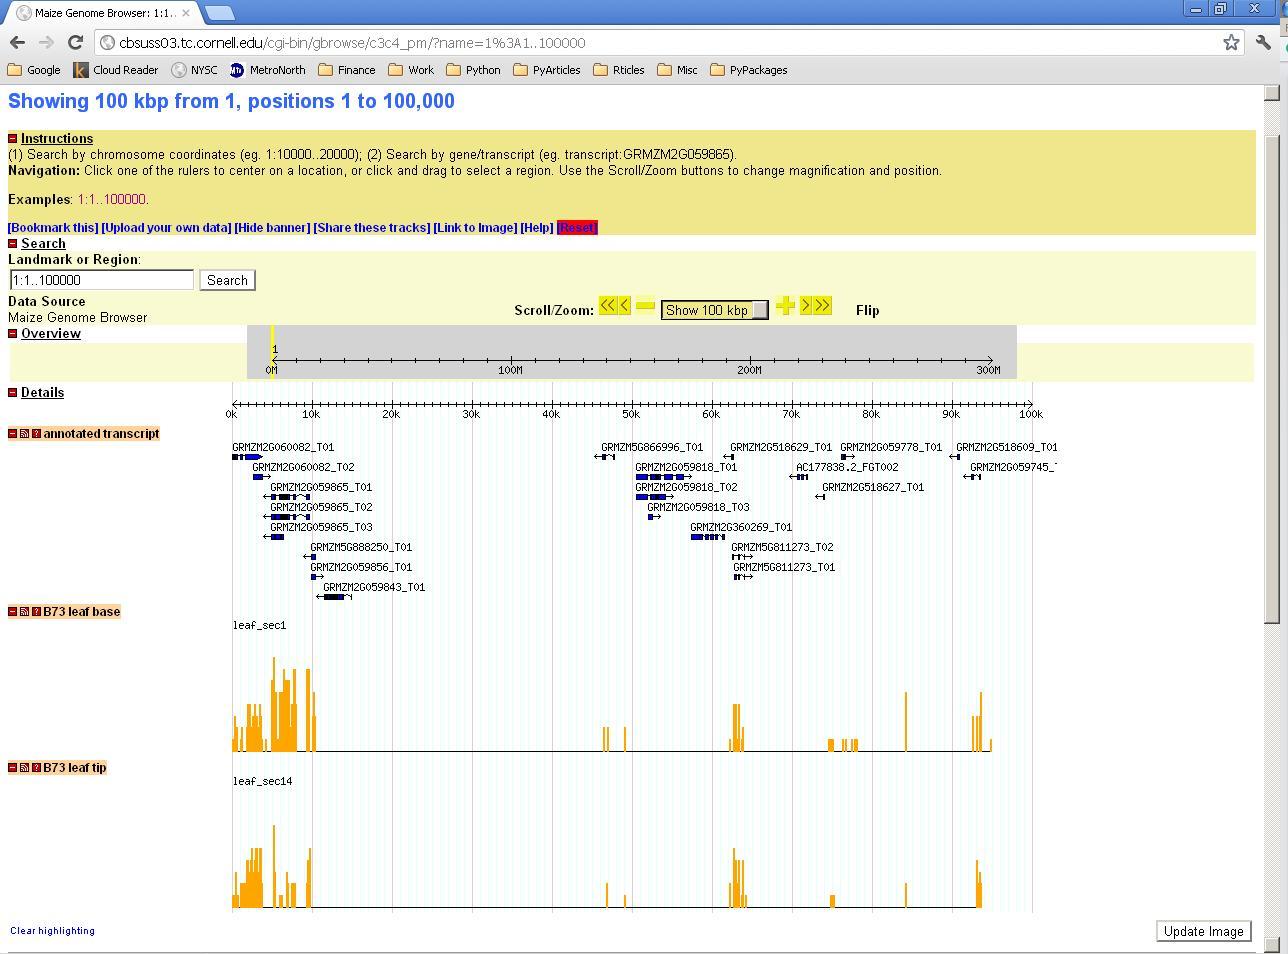 Maize Genome Browser: 1:1..
cbsuss03.tc.cornell.edu/cgi-bin/gbrowse/c3c4_pm/?name=1%3A1..100000
Google Cloud Reader NYSC MetroNorth Finance Work Python PyArticles Rticles Misc PyPackages
Showing 100 kbp from 1, positions 1 to 100,000
Instructions
(1) Search by chromosome coordinates (eg. 1:10000..20000); (2) Search by gene/transcript (eg. transcript:GRMZM2G059865).
Navigation: Click one of the rulers to center on a location, or click and drag to select a region. Use the Scroll/Zoom buttons to change magnification and position.
Examples: 1:1..100000.
[Bookmark this] [Upload your own data] [Hide banner] [Share these tracks] [Link to Image] [Help] [Reset]
Search
Landmark or Region:
1:1..100000 Search
Data Source
Maize Genome Browser
Scroll/Zoom: Show 100 kbp Flip
Overview
1
0M 100M 200M 300M
Details
0k 10k 20k 30k 40k 50k 60k 70k 80k 90k 100k
annotated transcript
GRMZM2G060082_T01 GRMZM5G866996_T01 GRMZM2G518629_T01 GRMZM2G059778_T01 GRMZM2G518609_T01
GRMZM2G060082_T02 GRMZM2G059818_T01 AC177838.2_FGT002 GRMZM2G059745_
GRMZM2G059865_T01 GRMZM2G059818_T02 GRMZM2G518627_T01
GRMZM2G059865_T02 GRMZM2G059818_T03
GRMZM2G059865_T03 GRMZM2G360269_T01
GRMZM5G888250_T01 GRMZM5G811273_T02
GRMZM2G059856_T01 GRMZM5G811273_T01
GRMZM2G059843_T01
B73 leaf base
leaf_sec1
B73 leaf tip
leaf_sec14
Clear highlighting
Update Image